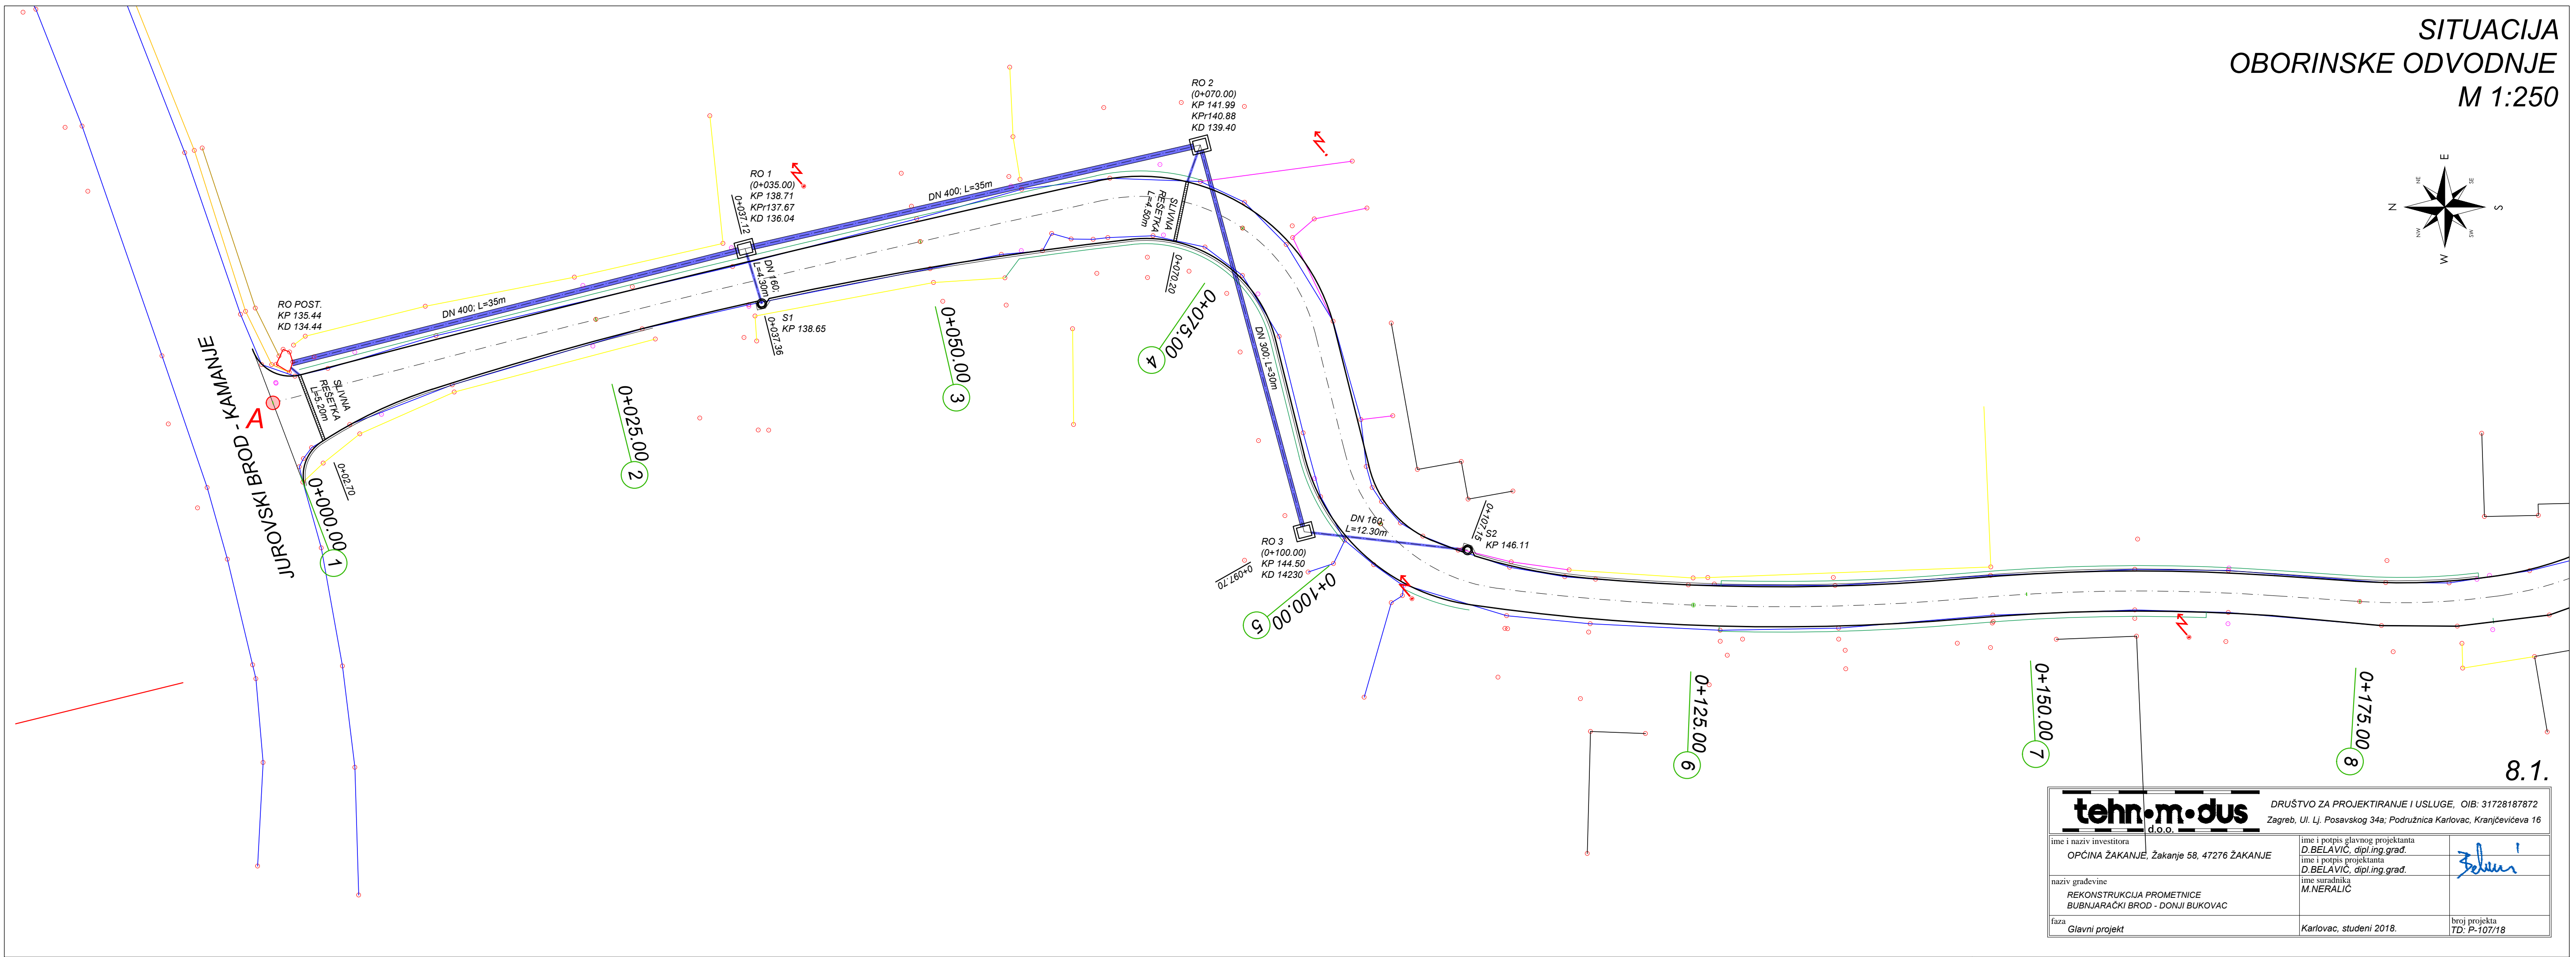 SITUACIJA
OBORINSKE ODVODNJE
M 1:250
RO 2
(0+070.00)
KP 141.99
KPr140.88
KD 139.40
RO 1
(0+035.00)
KP 138.71
KPr137.67
KD 136.04
0+037.12
DN 400; L=35m
SLIVNA
REŠETKA
L=4.50m
E
NE
SE
N
S
NW
SW
W
RO POST.
KP 135.44
KD 134.44
DN 400; L=35m
DN 160;
L=4.30m
S1
KP 138.65
0+037.36
0+070.20
0+075.00
4
0+050.00
3
DN 300; L=30m
JUROVSKI BROD - KAMANJE
A
SLIVNA
REŠETKA
L=5.20m
0+02.70
0+000.00
1
0+025.00
2
DN 160;
L=12.30m
0+107.15
S2
KP 146.11
RO 3
(0+100.00)
KP 144.50
KD 14230
0+097.70
0+100.00
5
0+125.00
6
0+150.00
7
0+175.00
8
8.1.
tehnomodus
d.o.o.
DRUŠTVO ZA PROJEKTIRANJE I USLUGE, OIB: 31728187872
Zagreb, Ul. Lj. Posavskog 34a; Podružnica Karlovac, Kranjčevićeva 16
ime i naziv investitora
OPĆINA ŽAKANJE, Žakanje 58, 47276 ŽAKANJE
ime i potpis glavnog projektanta
D.BELAVIĆ, dipl.ing.građ.
ime i potpis projektanta
D.BELAVIĆ, dipl.ing.građ.
naziv građevine
REKONSTRUKCIJA PROMETNICE
BUBNJARAČKI BROD - DONJI BUKOVAC
ime suradnika
M.NERALIĆ
faza
Glavni projekt
Karlovac, studeni 2018.
broj projekta
TD: P-107/18